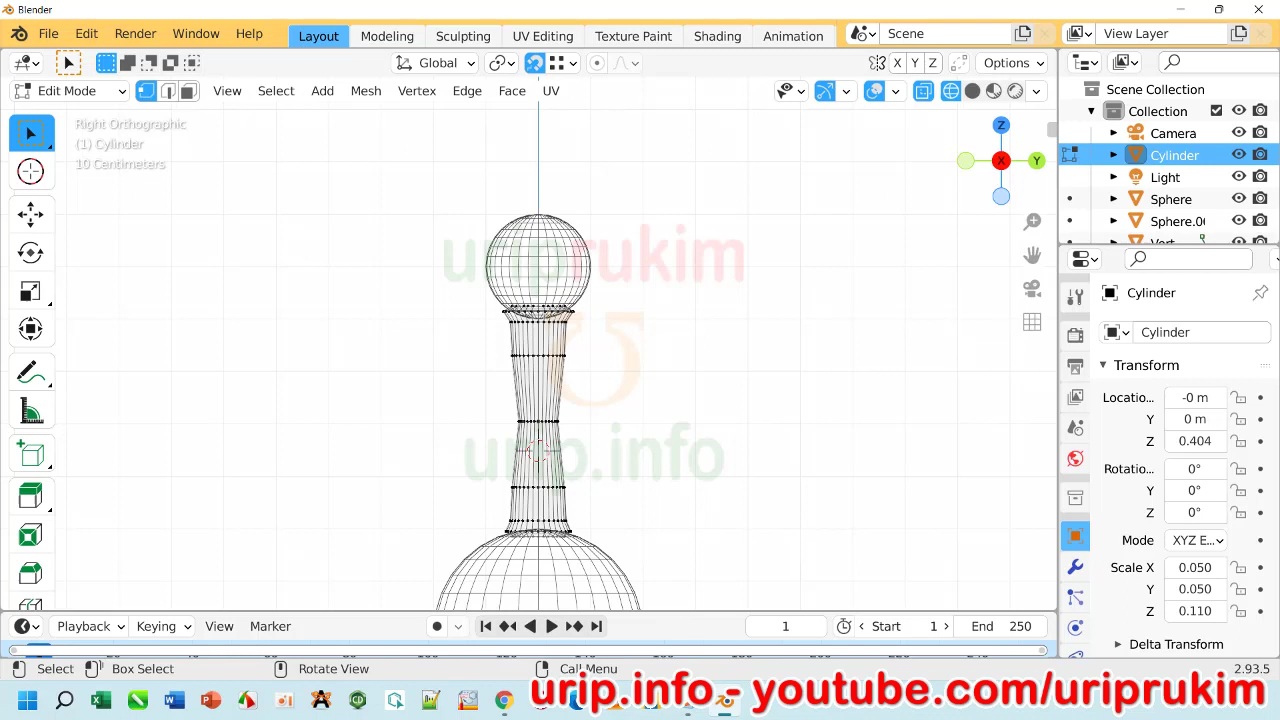 Blender
File Edit Render Window Help Layout Modeling Sculpting UV Editing Texture Paint Shading Animation Scene View Layer
Global X Y Z Options
Edit Mode View Select Add Mesh Vertex Edge Face UV
Right Orthographic
(1) Cylinder
10 Centimeters
Z
X
Y
Scene Collection
Collection
Camera
Cylinder
Light
Sphere
Sphere.0
Vert
uriprukim
urip.info
Cylinder
Cylinder
Transform
Locatio... -0 m
Y 0 m
Z 0.404
Rotatio... 0°
Y 0°
Z 0°
Mode XYZ E...
Scale X 0.050
Y 0.050
Z 0.110
Delta Transform
Playback Keying View Marker 1 Start 1 End 250
Select Box Select Rotate View Call Menu 2.93.5
urip.info - youtube.com/uriprukim